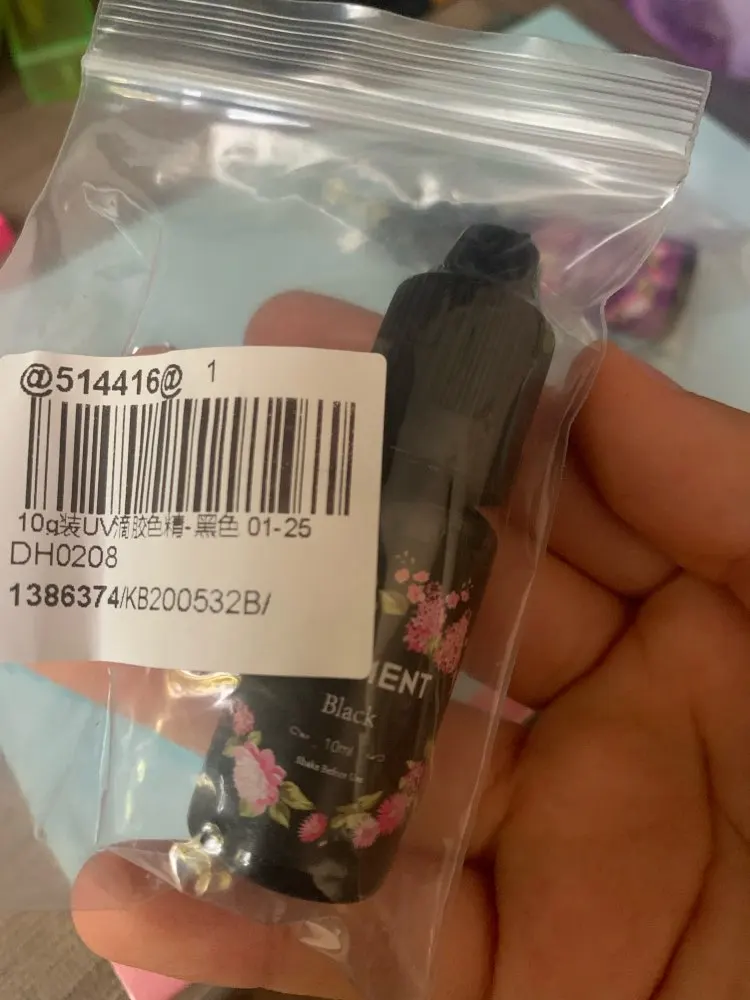 @514416@ 1
10g装UV滴胶色精-黑色 01-25
DH0208
1386374/KB200532B/
MENT
Black
10ml
Shake Before Use